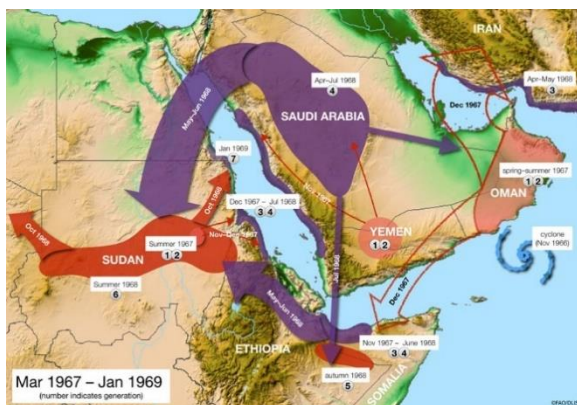 IRAN
Apr-May 1968
3
Apr-Jul 1968
4
Dec 1967
SAUDI ARABIA
May-Jun 1968
Jan 1969
7
spring-summer 1967
1 2
OMAN
Oct 1968
Dec 1967 – Jul 1968
3 4
Nov 1967
YEMEN
1 2
cyclone
(Nov 1966)
Oct 1968
Nov-Dec 1967
Summer 1967
1 2
SUDAN
Dec 1967
Summer 1968
6
May-Jun 1968
ETHIOPIA
Nov 1967 – June 1968
3 4
SOMALIA
autumn 1968
5
Mar 1967 – Jan 1969
(number indicates generation)